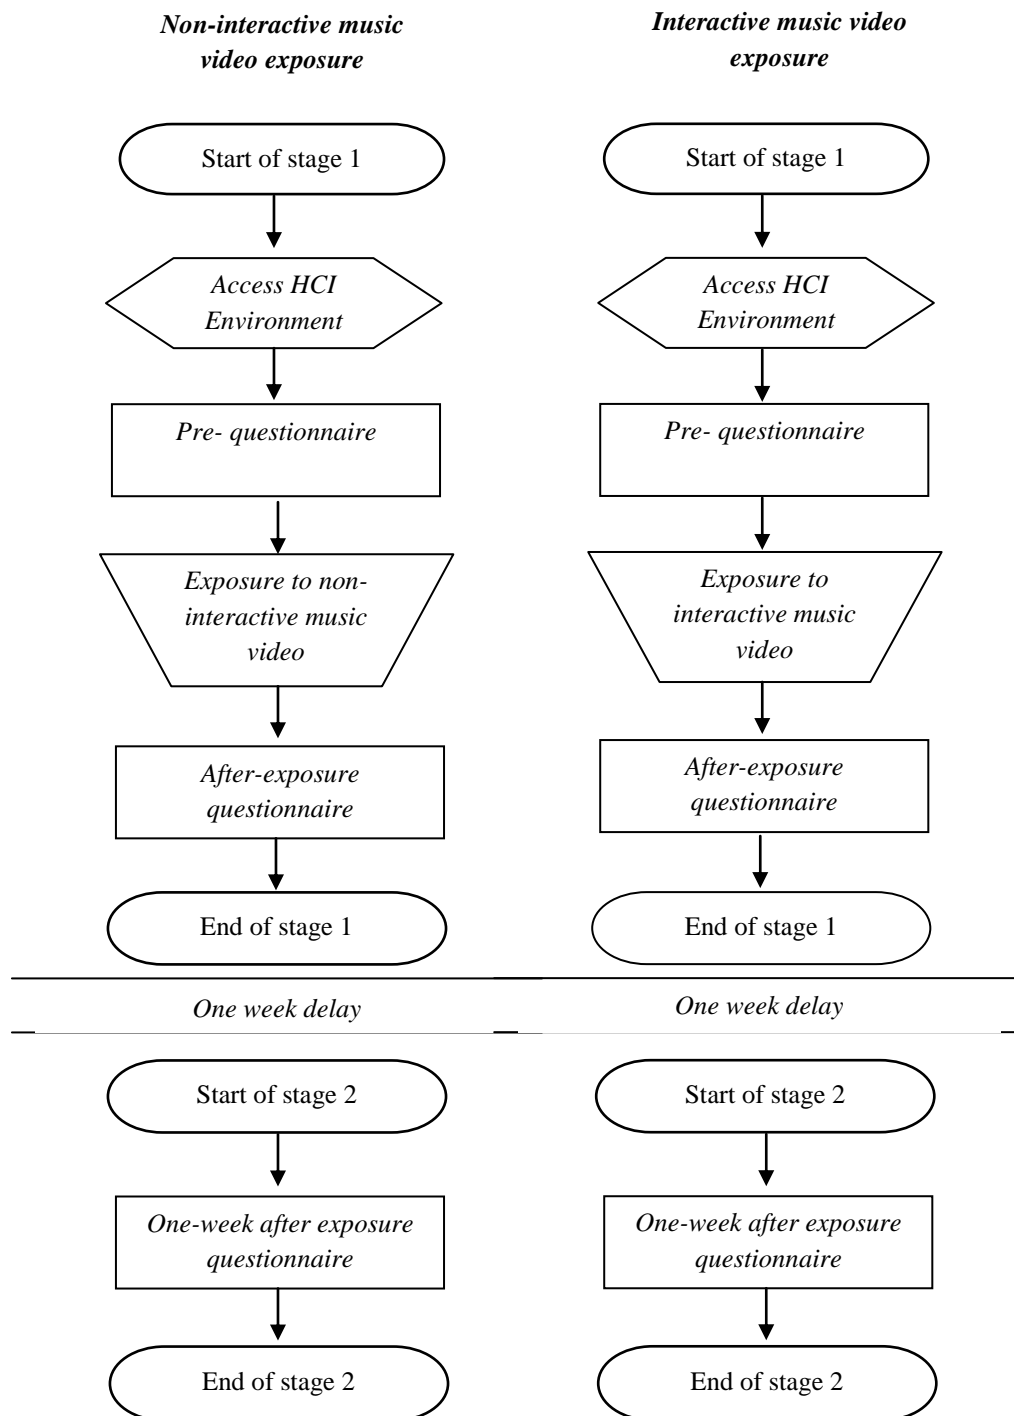 Non-interactive music
video exposure
Start of stage 1
Access HCI
Environment
Pre- questionnaire
Exposure to non-
interactive music
video
After-exposure
questionnaire
End of stage 1
One week delay
Start of stage 2
One-week after exposure
questionnaire
End of stage 2
Interactive music video
exposure
Start of stage 1
Access HCI
Environment
Pre- questionnaire
Exposure to
interactive music
video
After-exposure
questionnaire
End of stage 1
One week delay
Start of stage 2
One-week after exposure
questionnaire
End of stage 2